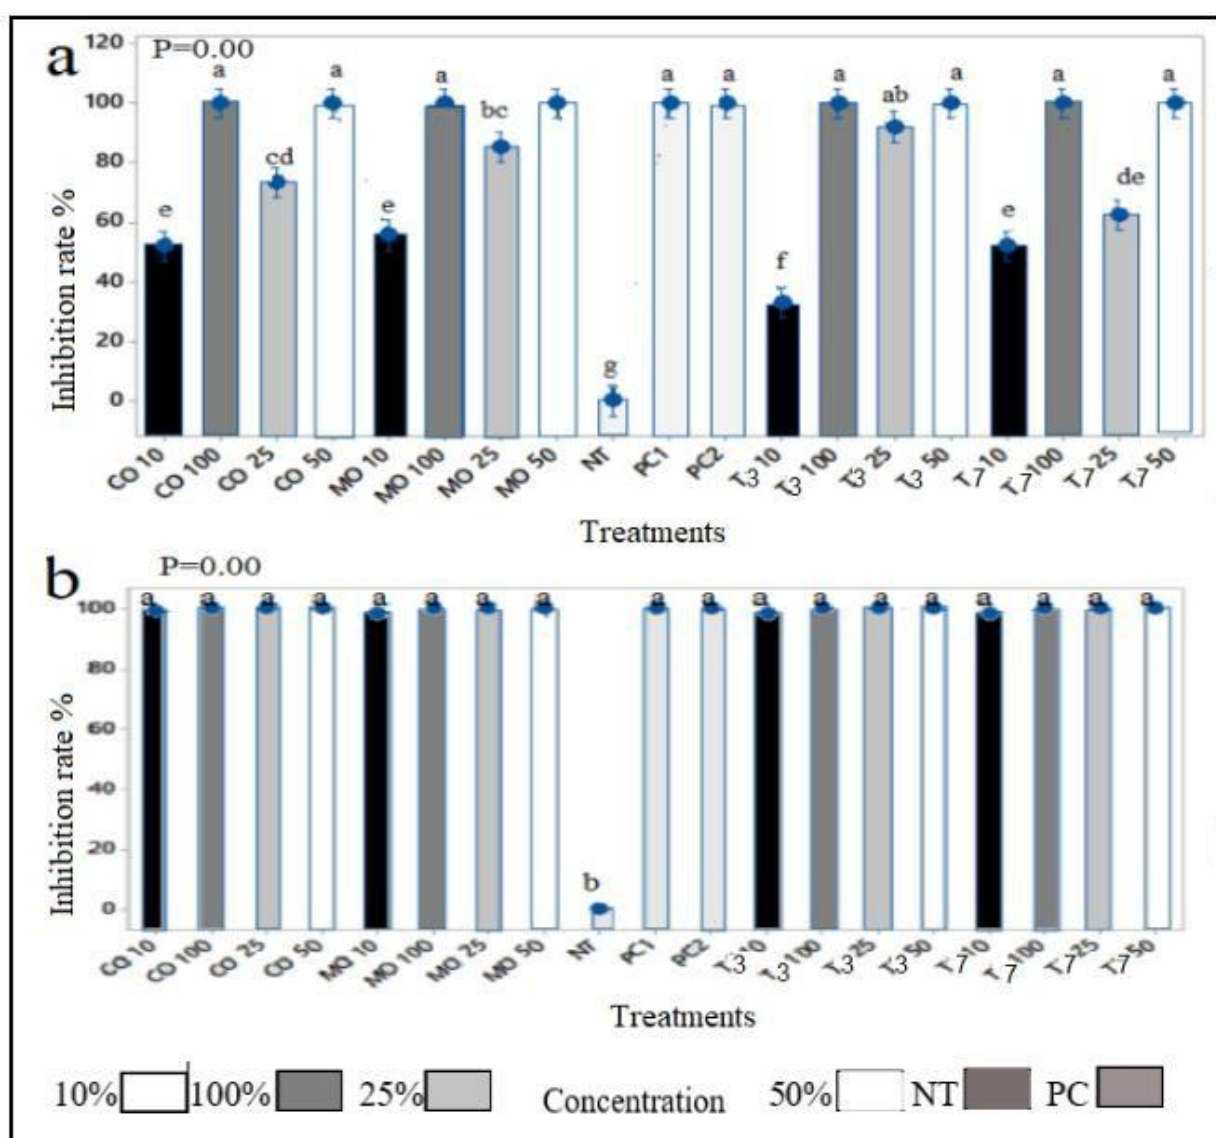 a
P=0.00
120
100
80
60
40
20
0
Inhibition rate %
e a cd a e a bc g a a f a ab a e a de a
CO 10 CO 100 CO 25 CO 50 MO 10 MO 100 MO 25 MO 50 NT PC1 PC2 T3 10 T3 100 T3 25 T3 50 T7 10 T7 100 T7 25 T7 50
Treatments
b
P=0.00
100
80
60
40
20
0
Inhibition rate %
a a a a a a a a b a a a a a a a a a a
CO 10 CO 100 CO 25 CO 50 MO 10 MO 100 MO 25 MO 50 NT PC1 PC2 T3 10 T3 100 T3 25 T3 50 T7 10 T7 100 T7 25 T7 50
Treatments
10% 100% 25% Concentration 50% NT PC